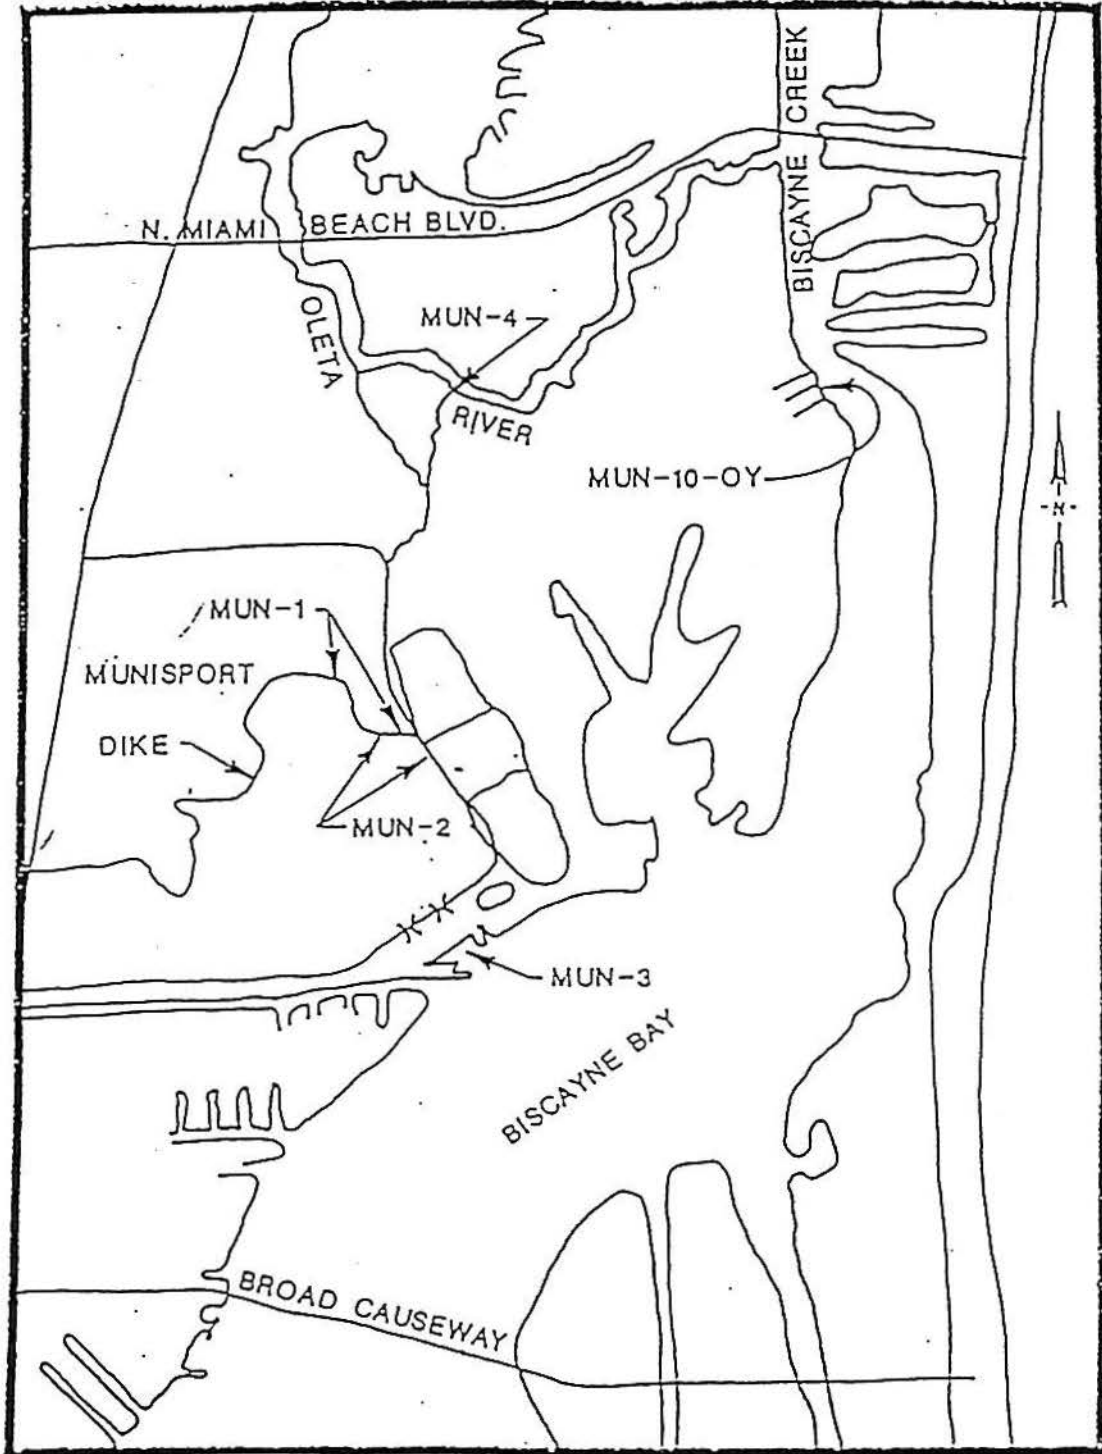 BISCAYNE CREEK
N. MIAMI BEACH BLVD.
MUN-4
OLETA
RIVER
MUN-10-OY
-N-
MUN-1
MUNISPORT
DIKE
MUN-2
MUN-3
BISCAYNE BAY
BROAD CAUSEWAY